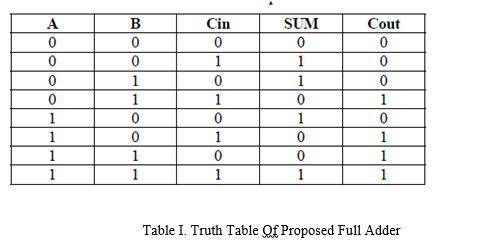 A B Cin SUM Cout
0 0 0 0 0
0 0 1 1 0
0 1 0 1 0
0 1 1 0 1
1 0 0 1 0
1 0 1 0 1
1 1 0 0 1
1 1 1 1 1
Table I. Truth Table Of Proposed Full Adder